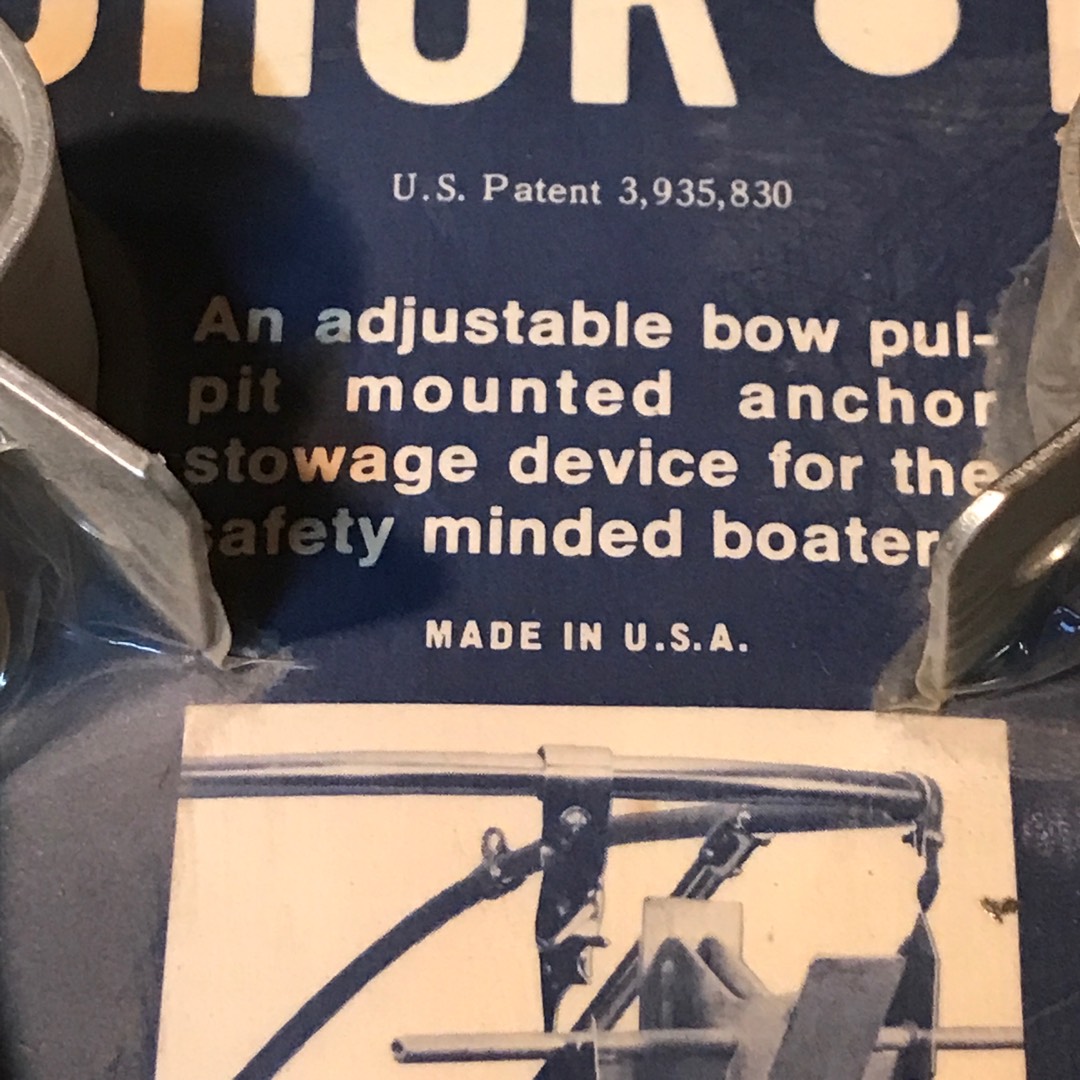 U.S. Patent 3,935,830
An adjustable bow pul-
pit mounted anchor
stowage device for the
safety minded boater
MADE IN U.S.A.